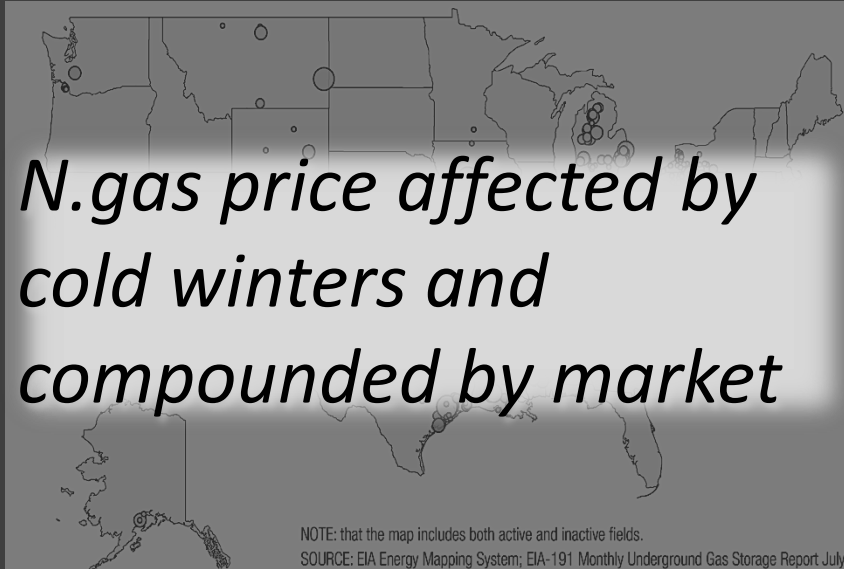 N.gas price affected by
cold winters and
compounded by market
NOTE: that the map includes both active and inactive fields.
SOURCE: EIA Energy Mapping System; EIA-191 Monthly Underground Gas Storage Report July